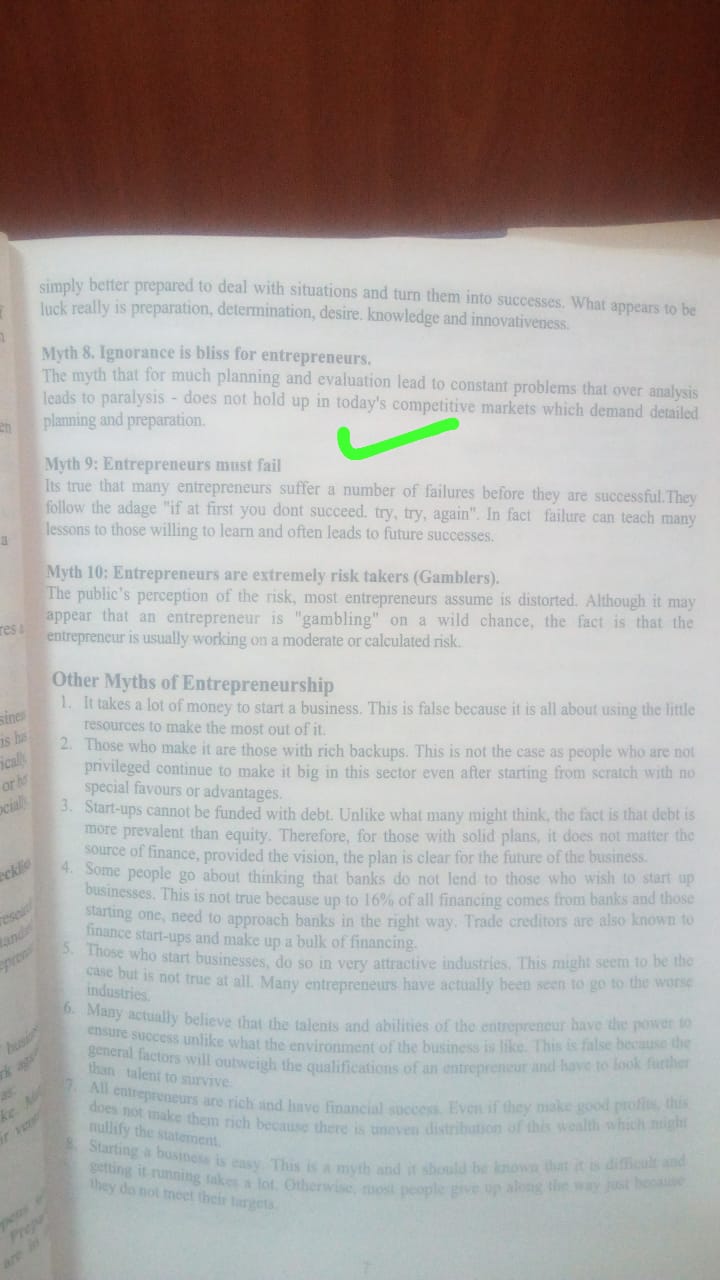 simply better prepared to deal with situations and turn them into successes. What appears to be
luck really is preparation, determination, desire. knowledge and innovativeness.
Myth 8. Ignorance is bliss for entrepreneurs.
The myth that for much planning and evaluation lead to constant problems that over analysis
leads to paralysis - does not hold up in today's competitive markets which demand detailed
planning and preparation.
Myth 9: Entrepreneurs must fail
Its true that many entrepreneurs suffer a number of failures before they are successful.They
follow the adage "if at first you dont succeed. try, try, again". In fact failure can teach many
lessons to those willing to learn and often leads to future successes.
Myth 10: Entrepreneurs are extremely risk takers (Gamblers).
The public's perception of the risk, most entrepreneurs assume is distorted. Although it may
appear that an entrepreneur is "gambling" on a wild chance, the fact is that the
entrepreneur is usually working on a moderate or calculated risk.
Other Myths of Entrepreneurship
1. It takes a lot of money to start a business. This is false because it is all about using the little
resources to make the most out of it.
2. Those who make it are those with rich backups. This is not the case as people who are not
privileged continue to make it big in this sector even after starting from scratch with no
special favours or advantages.
3. Start-ups cannot be funded with debt. Unlike what many might think, the fact is that debt is
more prevalent than equity. Therefore, for those with solid plans, it does not matter the
source of finance, provided the vision, the plan is clear for the future of the business.
4. Some people go about thinking that banks do not lend to those who wish to start up
businesses. This is not true because up to 16% of all financing comes from banks and those
starting one, need to approach banks in the right way. Trade creditors are also known to
finance start-ups and make up a bulk of financing.
5. Those who start businesses, do so in very attractive industries. This might seem to be the
case but is not true at all. Many entrepreneurs have actually been seen to go to the worse
industries.
6. Many actually believe that the talents and abilities of the entrepreneur have the power to
ensure success unlike what the environment of the business is like. This is false because the
general factors will outweigh the qualifications of an entrepreneur and have to look further
than talent to survive.
7. All entrepreneurs are rich and have financial success. Even if they make good profits, this
does not make them rich because there is uneven distribution of this wealth which might
nullify the statement.
8. Starting a business is easy. This is a myth and it should be known that it is difficult and
getting it running takes a lot. Otherwise, most people give up along the way just because
they do not meet their targets.
7